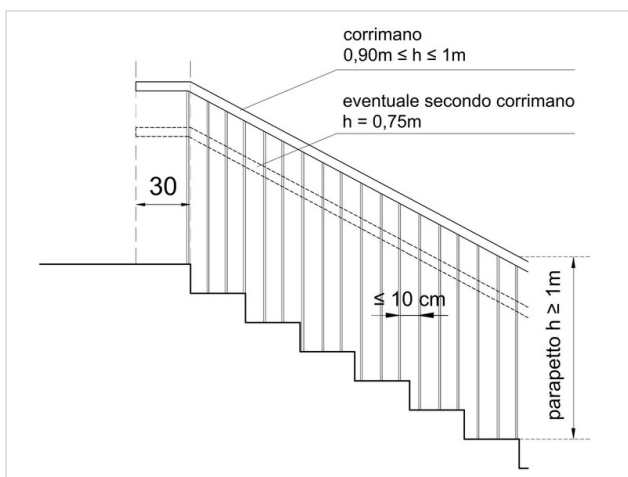 corrimano
0,90m ≤ h ≤ 1m
eventuale secondo corrimano
h = 0,75m
30
≤ 10 cm
parapetto h ≥ 1m